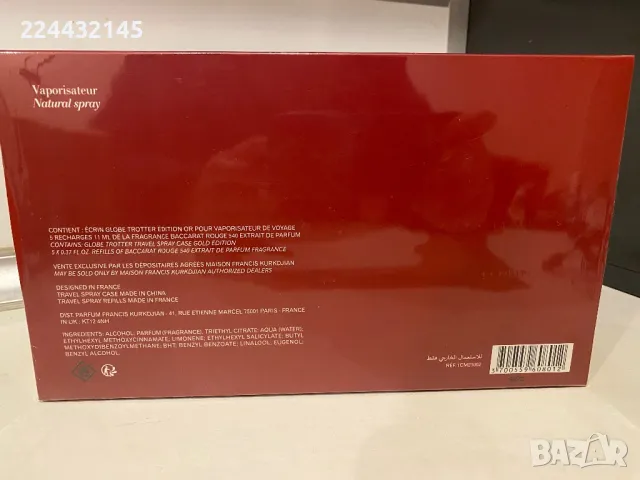 224432145
Vaporisateur
Natural spray
CONTIENT : ÉCRIN GLOBE TROTTER EDITION OR POUR VAPORISATEUR DE VOYAGE
5 RECHARGES 11 ML DE LA FRAGRANCE BACCARAT ROUGE 540 EXTRAIT DE PARFUM
CONTAINS: GLOBE TROTTER TRAVEL SPRAY CASE GOLD EDITION
5 X 0.37 FL.OZ. REFILLS OF BACCARAT ROUGE 540 EXTRAIT DE PARFUM FRAGRANCE
VENTE EXCLUSIVE PAR LES DÉPOSITAIRES AGRÉÉS MAISON FRANCIS KURKDJIAN
MAY BE SOLD ONLY BY MAISON FRANCIS KURKDJIAN AUTHORIZED DEALERS
DESIGNED IN FRANCE
TRAVEL SPRAY CASE MADE IN CHINA
TRAVEL SPRAY REFILLS MADE IN FRANCE
DIST. PARFUM FRANCIS KURKDJIAN - 41, RUE ETIENNE MARCEL 75001 PARIS - FRANCE
IN UK : KT12 4NH
INGREDIENTS: ALCOHOL; PARFUM (FRAGRANCE); TRIETHYL CITRATE; AQUA (WATER);
ETHYLHEXYL METHOXYCINNAMATE; LIMONENE; ETHYLHEXYL SALICYLATE; BUTYL
METHOXYDIBENZOYLMETHANE; BHT; BENZYL BENZOATE; LINALOOL; EUGENOL;
BENZYL ALCOHOL.
للاستعمال الخارجي فقط
REF
3700559608012
BAZAR